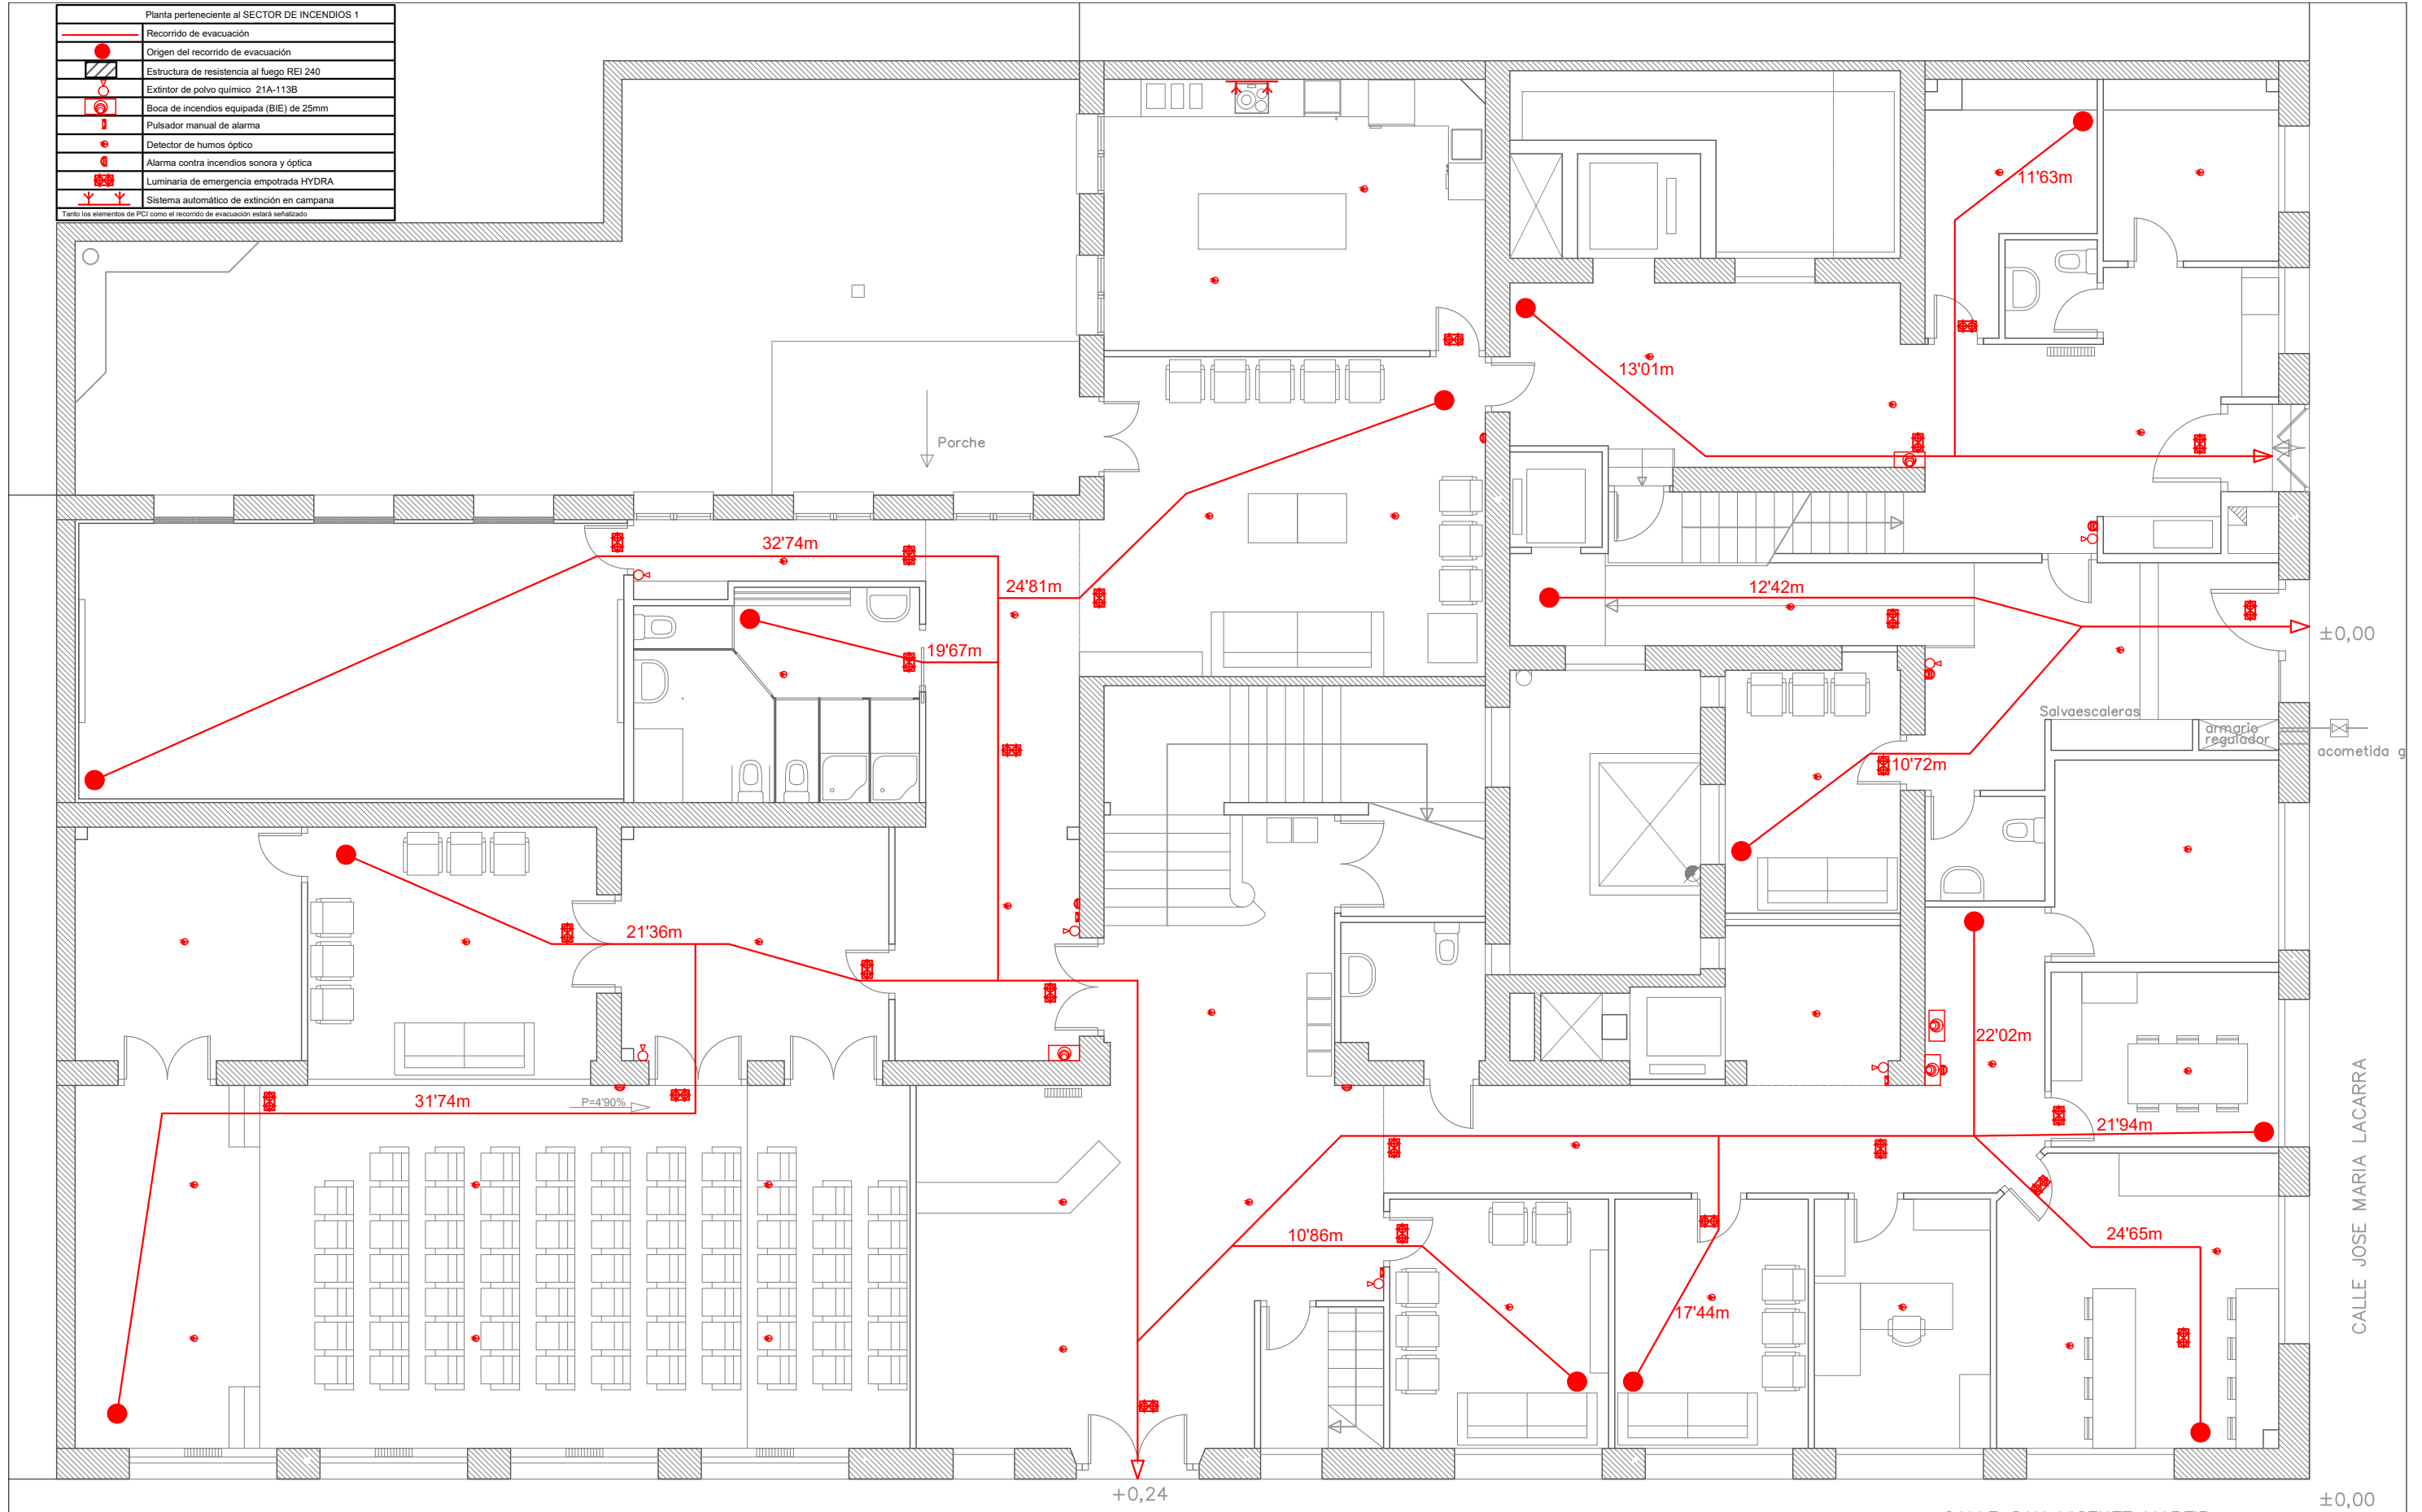 Planta perteneciente al SECTOR DE INCENDIOS 1
Recorrido de evacuación
Origen del recorrido de evacuación
Estructura de resistencia al fuego REI 240
Extintor de polvo químico 21A-113B
Boca de incendios equipada (BIE) de 25mm
Pulsador manual de alarma
Detector de humos óptico
Alarma contra incendios sonora y óptica
Luminaria de emergencia empotrada HYDRA
Sistema automático de extinción en campana
Tanto los elementos de PCI como el recorrido de evacuación estará señalizado
11'63m
13'01m
Porche
32'74m
24'81m
12'42m
±0,00
19'67m
Salvaescaleras
armario
regulador
acometida g
10'72m
21'36m
22'02m
31'74m
P=4'90%
21'94m
10'86m
24'65m
17'44m
CALLE JOSE MARIA LACARRA
+0,24
±0,00